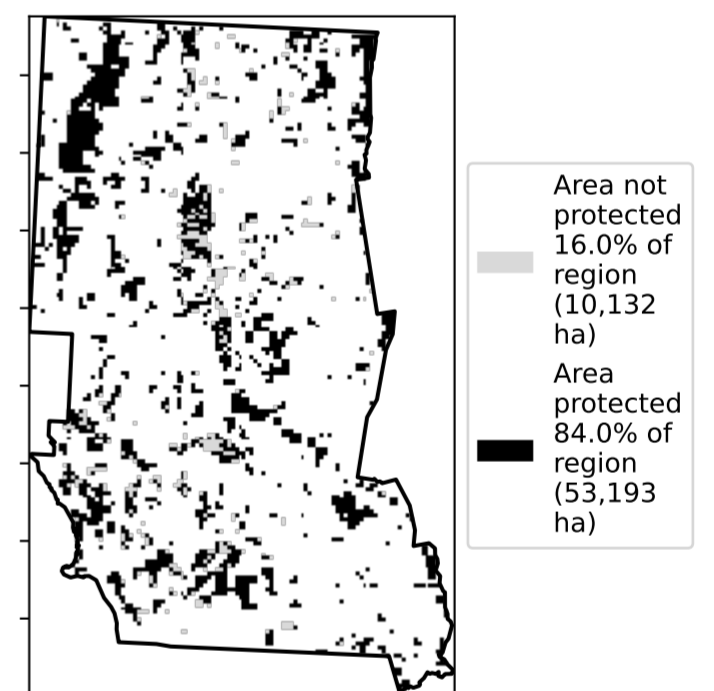 Area not
protected
16.0% of
region
(10,132
ha)
Area
protected
84.0% of
region
(53,193
ha)